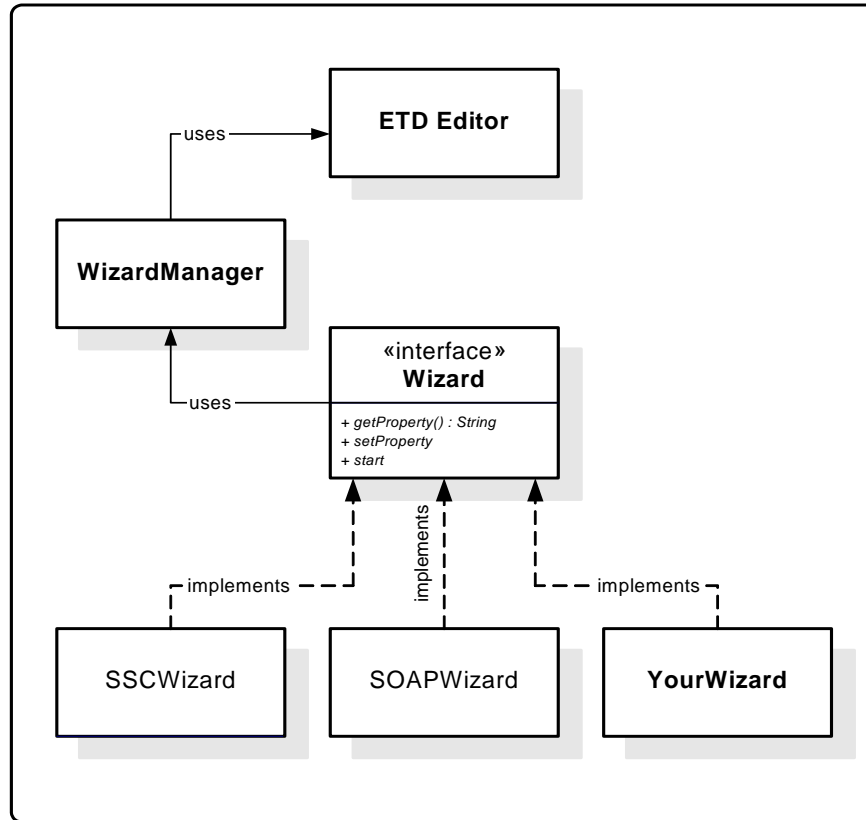 ETD Editor
uses
WizardManager
«interface»
Wizard
uses
+ getProperty() : String
+ setProperty
+ start
implements
implements
implements
SSCWizard
SOAPWizard
YourWizard